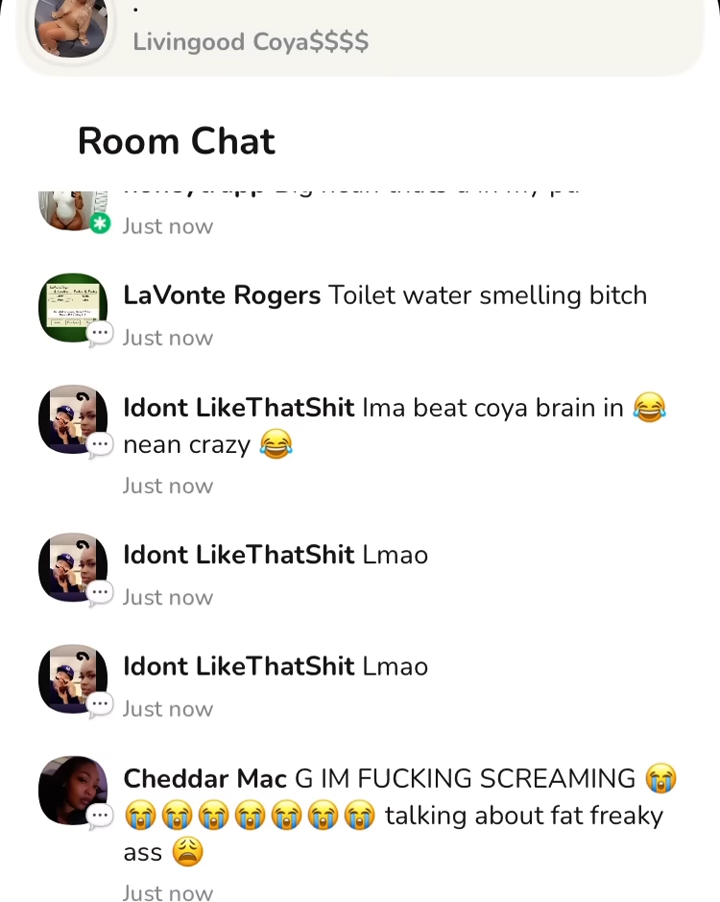 .
Livingood Coya$$$$
Room Chat
Just now
LaVonte Rogers Toilet water smelling bitch
Just now
Idont LikeThatShit Ima beat coya brain in 😂
nean crazy 😂
Just now
Idont LikeThatShit Lmao
Just now
Idont LikeThatShit Lmao
Just now
Cheddar Mac G IM FUCKING SCREAMING 😭
😭😭😭😭😭😭😭 talking about fat freaky
ass 😩
Just now